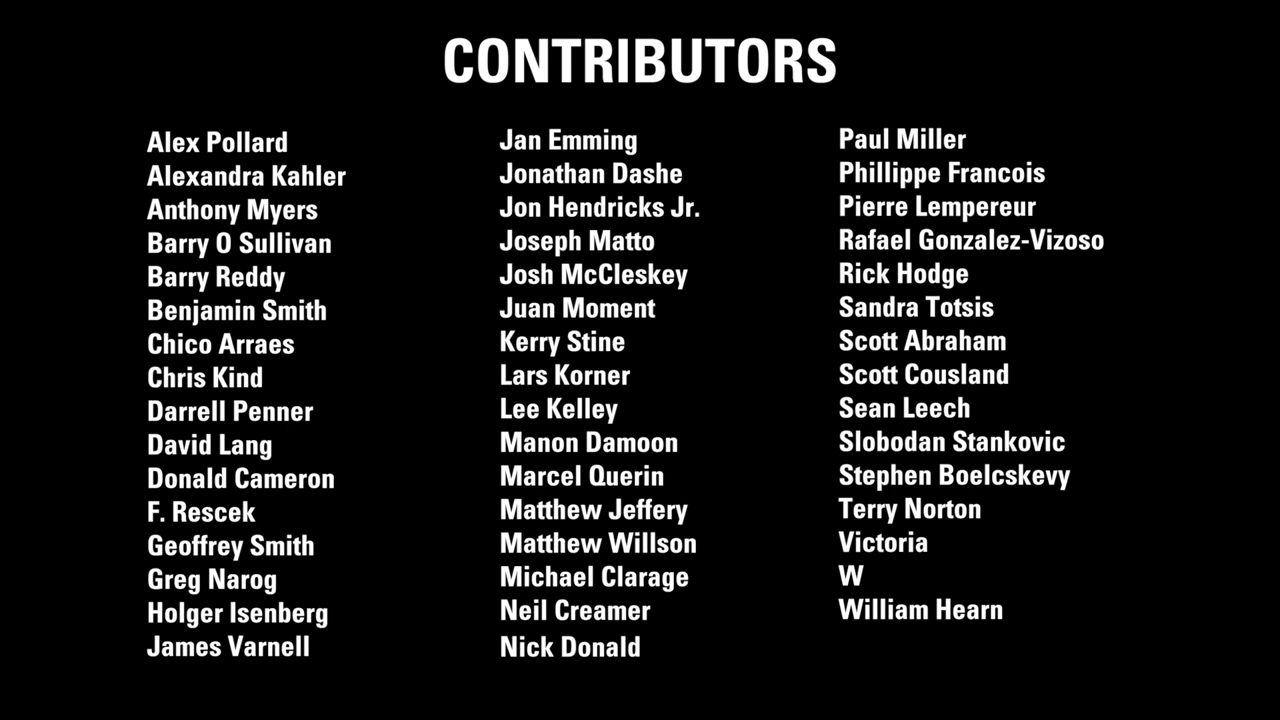 CONTRIBUTORS
Alex Pollard
Alexandra Kahler
Anthony Myers
Barry O Sullivan
Barry Reddy
Benjamin Smith
Chico Arraes
Chris Kind
Darrell Penner
David Lang
Donald Cameron
F. Rescek
Geoffrey Smith
Greg Narog
Holger Isenberg
James Varnell
Jan Emming
Jonathan Dashe
Jon Hendricks Jr.
Joseph Matto
Josh McCleskey
Juan Moment
Kerry Stine
Lars Korner
Lee Kelley
Manon Damoon
Marcel Querin
Matthew Jeffery
Matthew Willson
Michael Clarage
Neil Creamer
Nick Donald
Paul Miller
Phillippe Francois
Pierre Lempereur
Rafael Gonzalez-Vizoso
Rick Hodge
Sandra Totsis
Scott Abraham
Scott Cousland
Sean Leech
Slobodan Stankovic
Stephen Boelcskevy
Terry Norton
Victoria
W
William Hearn